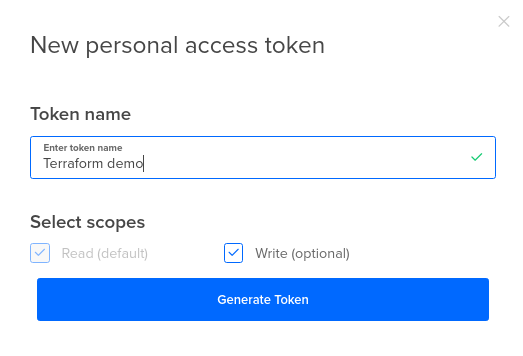 New personal access token
Token name
Enter token name
Terraform demo
Select scopes
Read (default)
Write (optional)
Generate Token